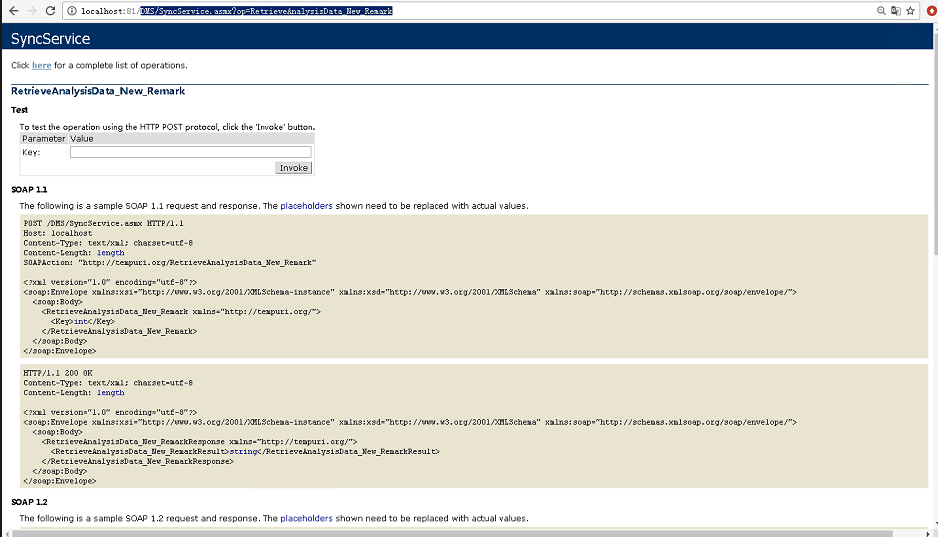 localhost:81/DMS/SyncService.asmx?op=RetrieveAnalysisData_New_Remark
SyncService
Click here for a complete list of operations.
RetrieveAnalysisData_New_Remark
Test
To test the operation using the HTTP POST protocol, click the 'Invoke' button.
Parameter Value
Key:
Invoke
SOAP 1.1
The following is a sample SOAP 1.1 request and response. The placeholders shown need to be replaced with actual values.
POST /DMS/SyncService.asmx HTTP/1.1
Host: localhost
Content-Type: text/xml; charset=utf-8
Content-Length: length
SOAPAction: "http://tempuri.org/RetrieveAnalysisData_New_Remark"
<?xml version="1.0" encoding="utf-8"?>
<soap:Envelope xmlns:xsi="http://www.w3.org/2001/XMLSchema-instance" xmlns:xsd="http://www.w3.org/2001/XMLSchema" xmlns:soap="http://schemas.xmlsoap.org/soap/envelope/">
<soap:Body>
<RetrieveAnalysisData_New_Remark xmlns="http://tempuri.org/">
<Key>int</Key>
</RetrieveAnalysisData_New_Remark>
</soap:Body>
</soap:Envelope>
HTTP/1.1 200 OK
Content-Type: text/xml; charset=utf-8
Content-Length: length
<?xml version="1.0" encoding="utf-8"?>
<soap:Envelope xmlns:xsi="http://www.w3.org/2001/XMLSchema-instance" xmlns:xsd="http://www.w3.org/2001/XMLSchema" xmlns:soap="http://schemas.xmlsoap.org/soap/envelope/">
<soap:Body>
<RetrieveAnalysisData_New_RemarkResponse xmlns="http://tempuri.org/">
<RetrieveAnalysisData_New_RemarkResult>string</RetrieveAnalysisData_New_RemarkResult>
</RetrieveAnalysisData_New_RemarkResponse>
</soap:Body>
</soap:Envelope>
SOAP 1.2
The following is a sample SOAP 1.2 request and response. The placeholders shown need to be replaced with actual values.